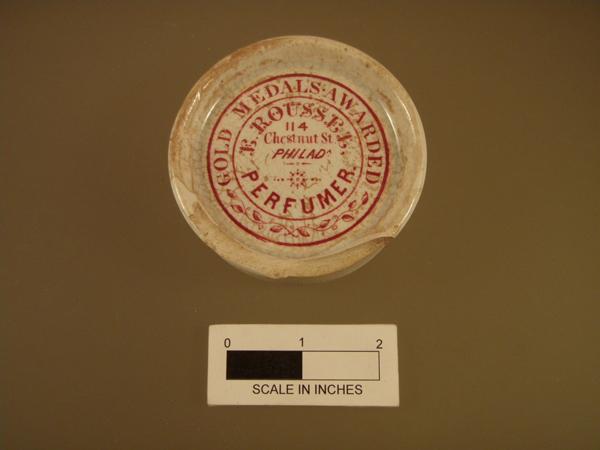 GOLD MEDALS AWARDED
E. ROUSSEL
114
Chestnut St
PHILADᴬ
PERFUMER.
0 1 2
SCALE IN INCHES